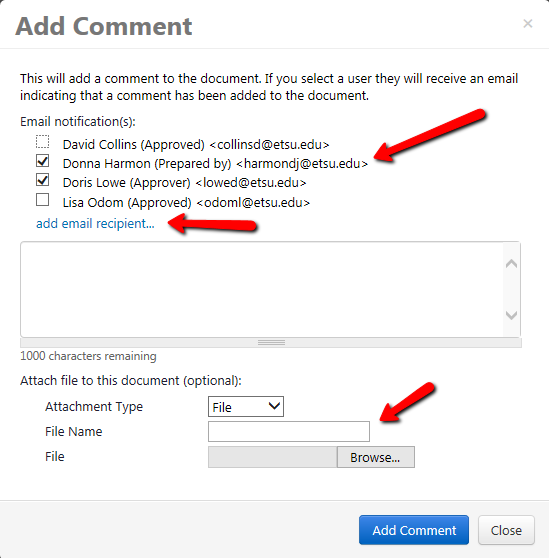 Add Comment
×
This will add a comment to the document. If you select a user they will receive an email
indicating that a comment has been added to the document.
Email notification(s):
David Collins (Approved) <collinsd@etsu.edu>
Donna Harmon (Prepared by) <harmondj@etsu.edu>
Doris Lowe (Approver) <lowed@etsu.edu>
Lisa Odom (Approved) <odoml@etsu.edu>
add email recipient...
1000 characters remaining
Attach file to this document (optional):
Attachment Type File
File Name
File Browse...
Add Comment Close